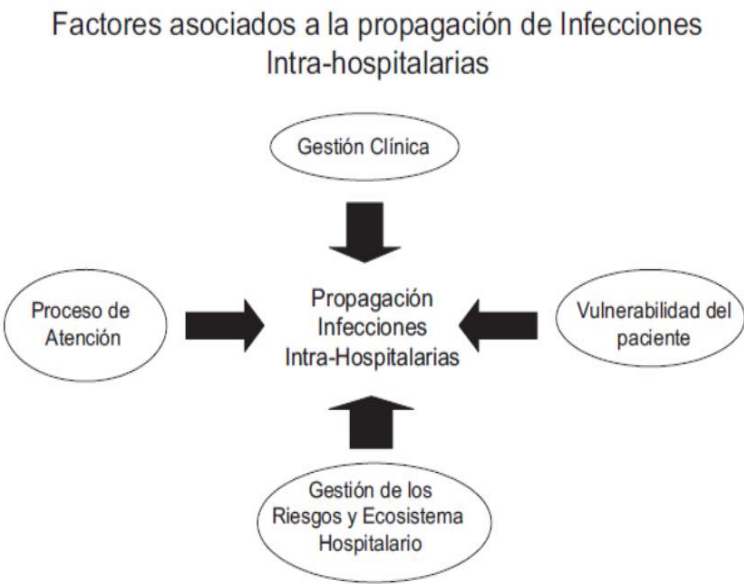 Factores asociados a la propagación de Infecciones
Intra-hospitalarias
Gestión Clínica
Proceso de
Atención
Propagación
Infecciones
Intra-Hospitalarias
Vulnerabilidad del
paciente
Gestión de los
Riesgos y Ecosistema
Hospitalario